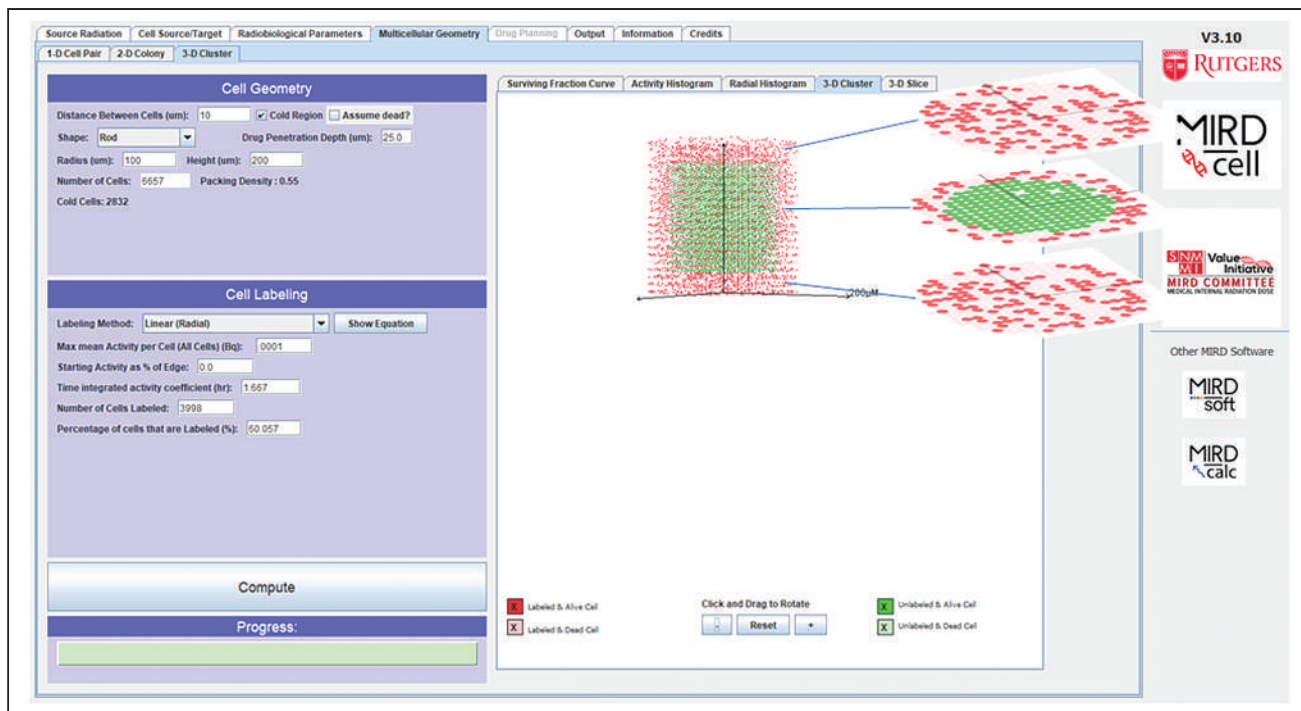 Source Radiation Cell Source/Target Radiobiological Parameters Multicellular Geometry Drug Planning Output Information Credits
1-D Cell Pair 2-D Colony 3-D Cluster
Cell Geometry
Distance Between Cells (um): 10 Cold Region Assume dead?
Shape: Rod Drug Penetration Depth (um): 25.0
Radius (um): 100 Height (um): 200
Number of Cells: 6657 Packing Density : 0.55
Cold Cells: 2832
Cell Labeling
Labeling Method: Linear (Radial) Show Equation
Max mean Activity per Cell (All Cells) (Bq): .0001
Starting Activity as % of Edge: 0.0
Time integrated activity coefficient (hr): 1.667
Number of Cells Labeled: 3998
Percentage of cells that are Labeled (%): 60.057
Compute
Progress:
Surviving Fraction Curve Activity Histogram Radial Histogram 3-D Cluster 3-D Slice
200µM
X Labeled & Alive Cell
X Labeled & Dead Cell
Click and Drag to Rotate
- Reset +
X Unlabeled & Alive Cell
X Unlabeled & Dead Cell
V3.10
RUTGERS
MIRD
cell
SNM
MI
Value
Initiative
MIRD COMMITTEE
MEDICAL INTERNAL RADIATION DOSE
Other MIRD Software
MIRD
soft
MIRD
calc